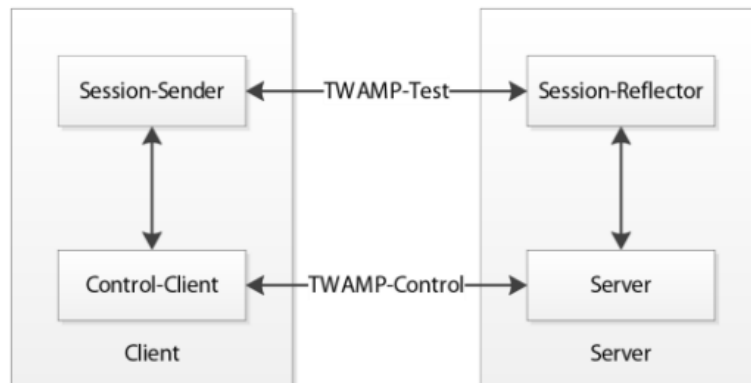 Session-Sender
TWAMP-Test
Session-Reflector
Control-Client
TWAMP-Control
Server
Client
Server